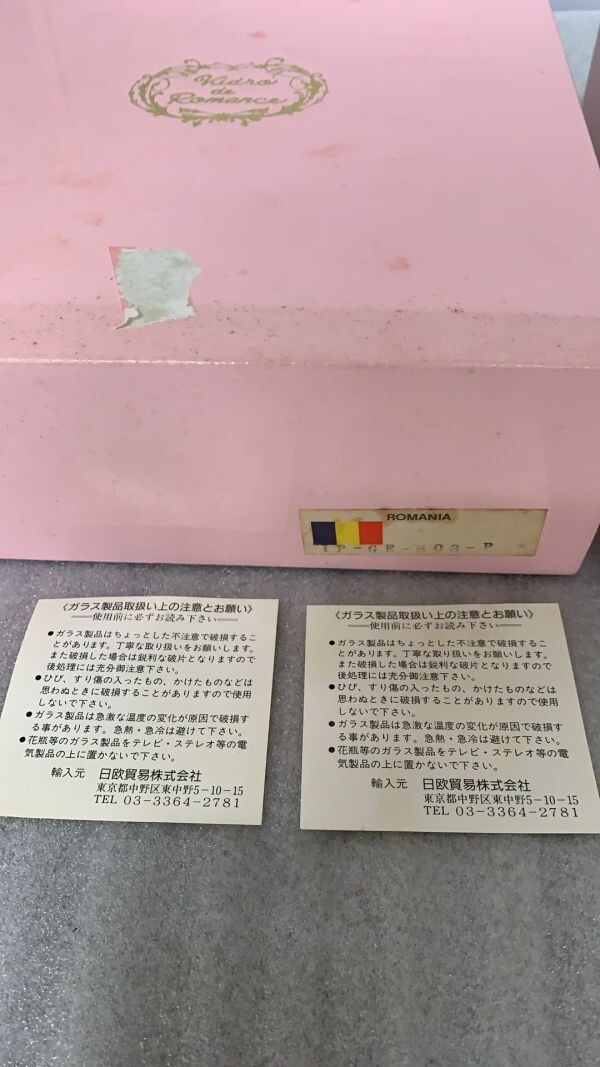 Vidro
de
Romance
ROMANIA
IP-GE-803-P
《ガラス製品取扱い上の注意とお願い》
──使用前に必ずお読み下さい──
●ガラス製品はちょっとした不注意で破損するこ
とがあります。丁寧な取り扱いをお願いします。
また破損した場合は鋭利な破片となりますので
後処理には充分御注意下さい。
●ひび、すり傷の入ったもの、かけたものなどは
思わぬときに破損することがありますので使用
しないで下さい。
●ガラス製品は急激な温度の変化が原因で破損す
る事があります。急熱・急冷は避けて下さい。
●花瓶等のガラス製品をテレビ・ステレオ等の電
気製品の上に置かないで下さい。
輸入元 日欧貿易株式会社
東京都中野区東中野5-10-15
TEL 03-3364-2781
《ガラス製品取扱い上の注意とお願い》
──使用前に必ずお読み下さい──
●ガラス製品はちょっとした不注意で破損するこ
とがあります。丁寧な取り扱いをお願いします。
また破損した場合は鋭利な破片となりますので
後処理には充分御注意下さい。
●ひび、すり傷の入ったもの、かけたものなどは
思わぬときに破損することがありますので使用
しないで下さい。
●ガラス製品は急激な温度の変化が原因で破損す
る事があります。急熱・急冷は避けて下さい。
●花瓶等のガラス製品をテレビ・ステレオ等の電
気製品の上に置かないで下さい。
輸入元 日欧貿易株式会社
東京都中野区東中野5-10-15
TEL 03-3364-2781